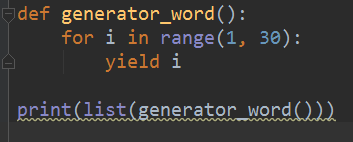 def generator_word():
    for i in range(1, 30):
        yield i

print(list(generator_word()))